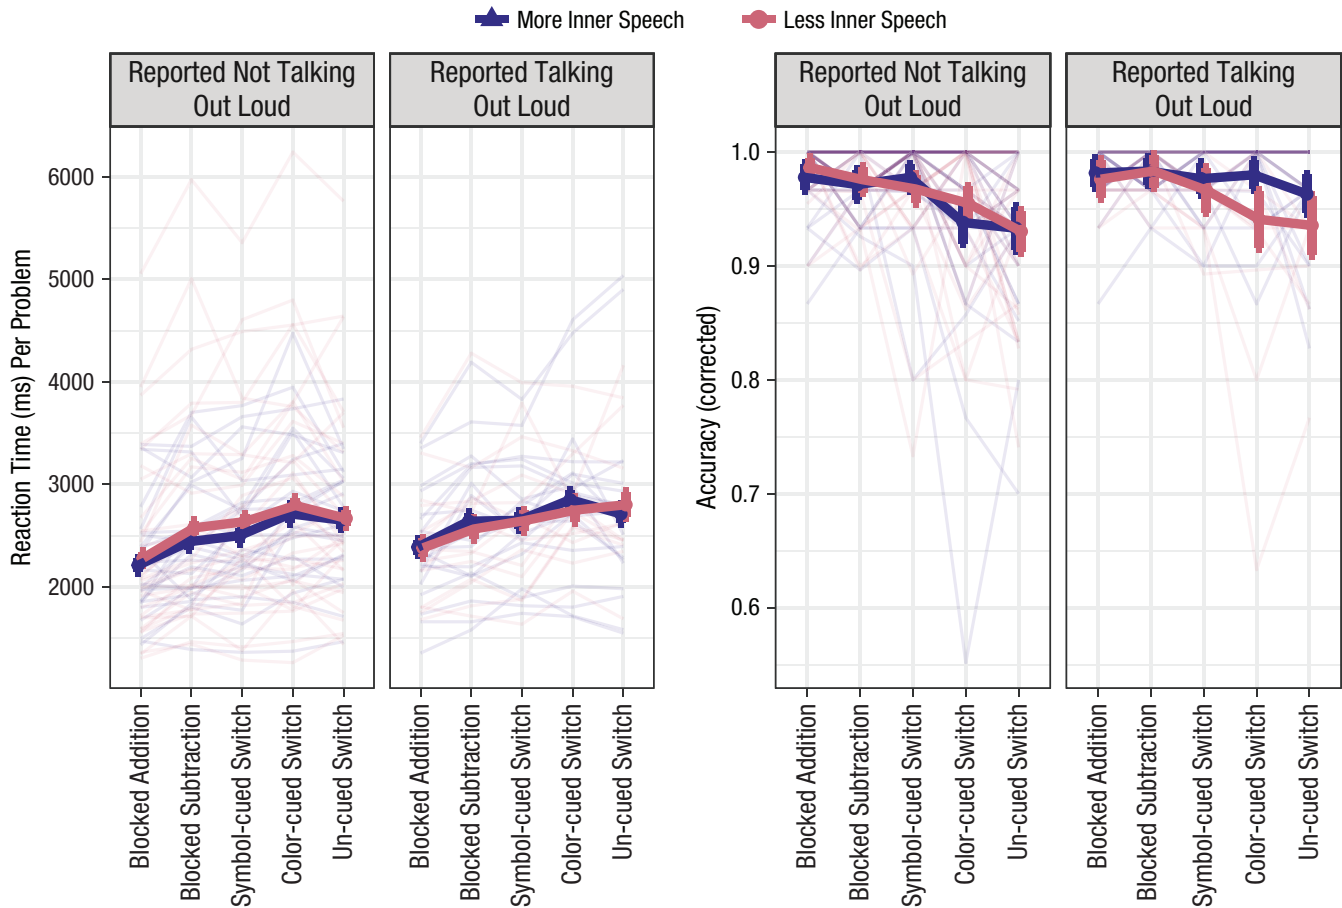 More Inner Speech
Less Inner Speech
Reported Not Talking
Out Loud
Reported Talking
Out Loud
Reported Not Talking
Out Loud
Reported Talking
Out Loud
Reaction Time (ms) Per Problem
6000
5000
4000
3000
2000
Accuracy (corrected)
1.0
0.9
0.8
0.7
0.6
Blocked Addition
Blocked Subtraction
Symbol-cued Switch
Color-cued Switch
Un-cued Switch
Blocked Addition
Blocked Subtraction
Symbol-cued Switch
Color-cued Switch
Un-cued Switch
Blocked Addition
Blocked Subtraction
Symbol-cued Switch
Color-cued Switch
Un-cued Switch
Blocked Addition
Blocked Subtraction
Symbol-cued Switch
Color-cued Switch
Un-cued Switch